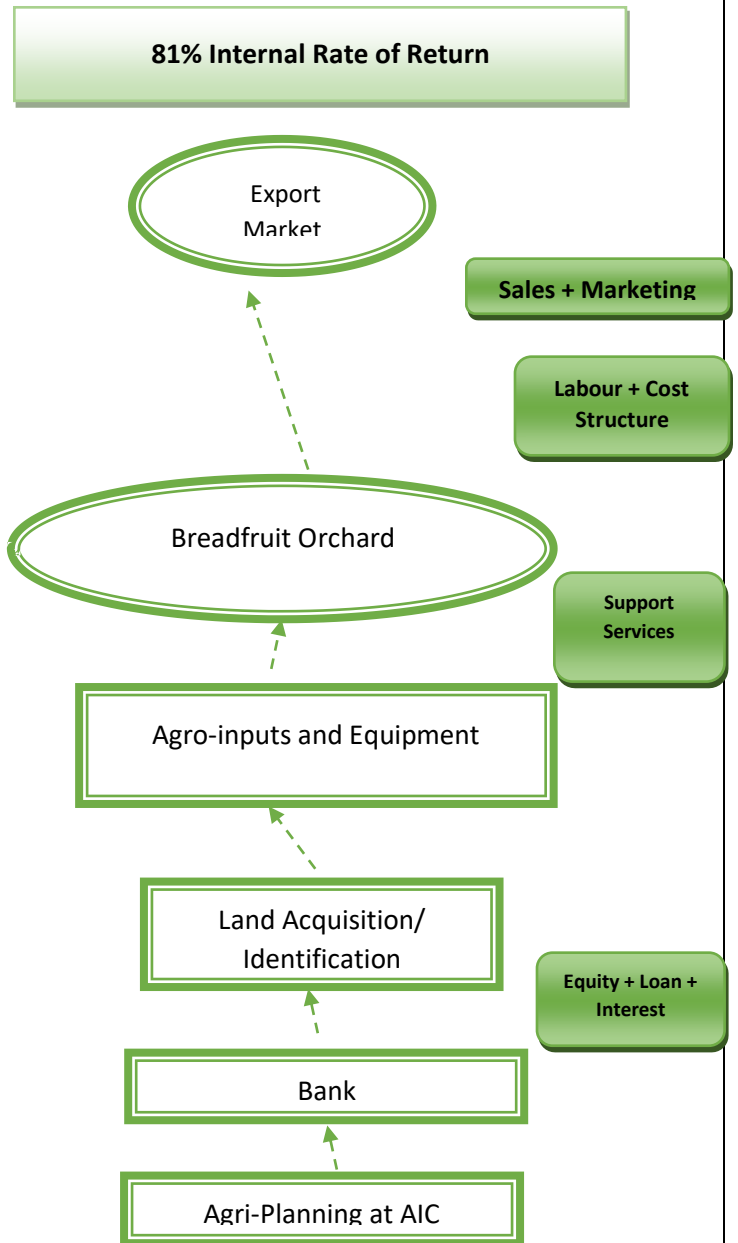 81% Internal Rate of Return
Export
Market
Sales + Marketing
Labour + Cost
Structure
Breadfruit Orchard
Support
Services
Agro-inputs and Equipment
Land Acquisition/
Identification
Equity + Loan +
Interest
Bank
Agri-Planning at AIC